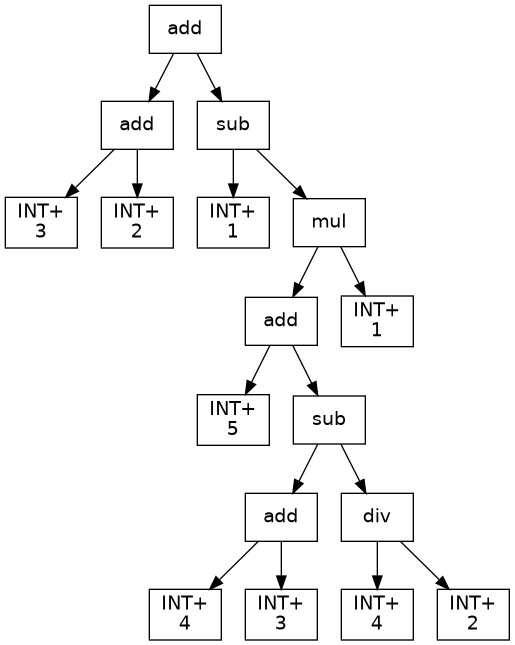 add
add
sub
INT+
3
INT+
2
INT+
1
mul
add
INT+
1
INT+
5
sub
add
div
INT+
4
INT+
3
INT+
4
INT+
2